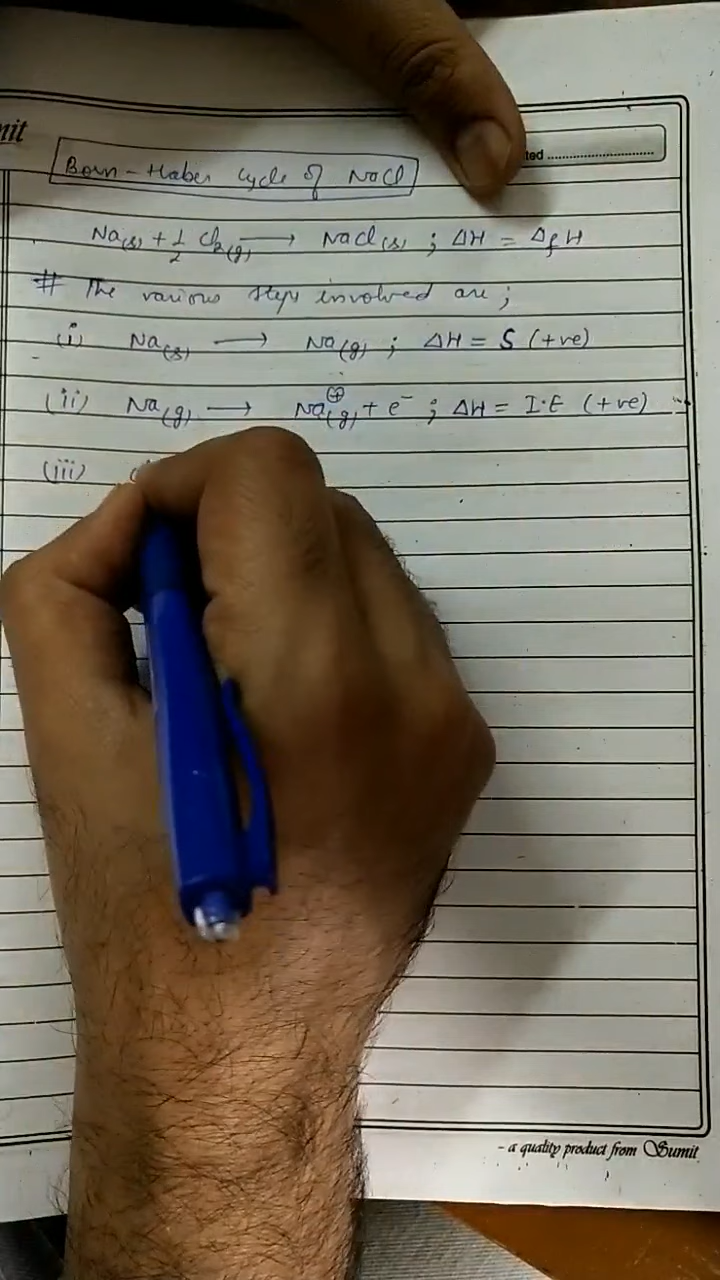 nit
ted ..............................
Born-Haber Cycle of NaCl
Na(s) + 1/2 Cl2(g) ⟶ NaCl(s) ; ΔH = ΔfH
# The various steps involved are;
(i) Na(s) ⟶ Na(g) ; ΔH = S (+ve)
(ii) Na(g) ⟶ Na⊕(g) + e⁻ ; ΔH = I.E (+ve)
(iii)
- a quality product from Sumit